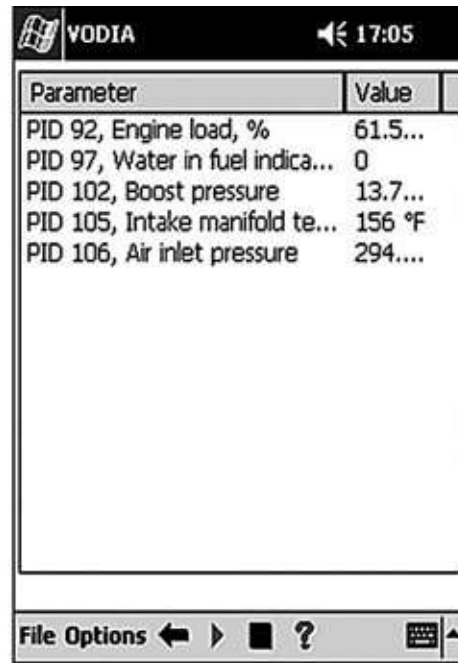 VODIA 17:05
Parameter Value
PID 92, Engine load, % 61.5...
PID 97, Water in fuel indica... 0
PID 102, Boost pressure 13.7...
PID 105, Intake manifold te... 156 °F
PID 106, Air inlet pressure 294....
File Options ?